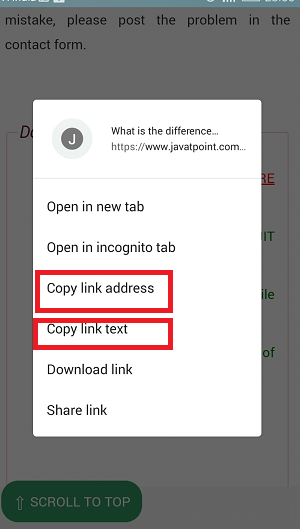 mistake, please post the problem in the
contact form.
Do
J
What is the difference...
https://www.javatpoint.com...
RE
Open in new tab
JIT
Open in incognito tab
Copy link address
ile
Copy link text
of
Download link
Share link
⇧ SCROLL TO TOP